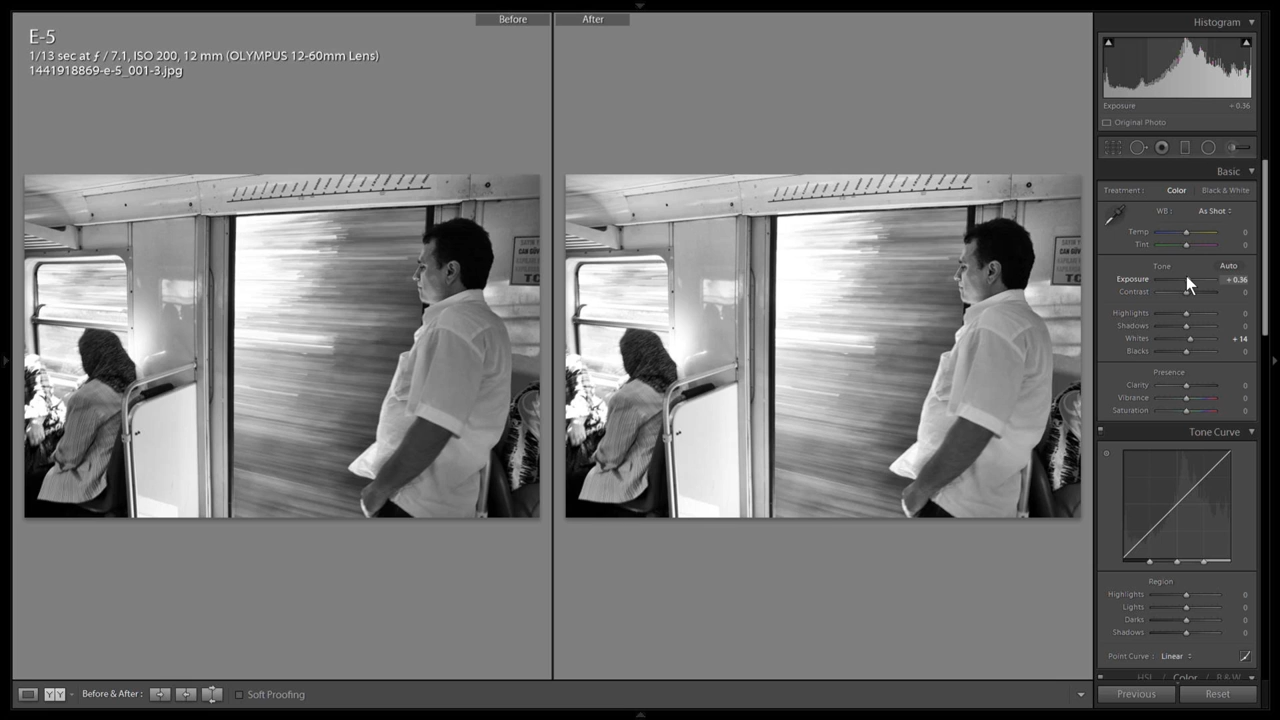 Before
After
Histogram
E-5
1/13 sec at ƒ / 7.1, ISO 200, 12 mm (OLYMPUS 12-60mm Lens)
1441918869-e-5_001-3.jpg
Exposure + 0.36
Original Photo
Basic
Treatment : Color Black & White
WB : As Shot
Temp 0
Tint 0
Tone Auto
Exposure + 0.36
Contrast 0
Highlights 0
Shadows 0
Whites + 14
Blacks 0
Presence
Clarity 0
Vibrance 0
Saturation 0
Tone Curve
Region
Highlights 0
Lights 0
Darks 0
Shadows 0
Point Curve : Linear
HSL / Color / B & W
Y Y Before & After : Soft Proofing
Previous Reset